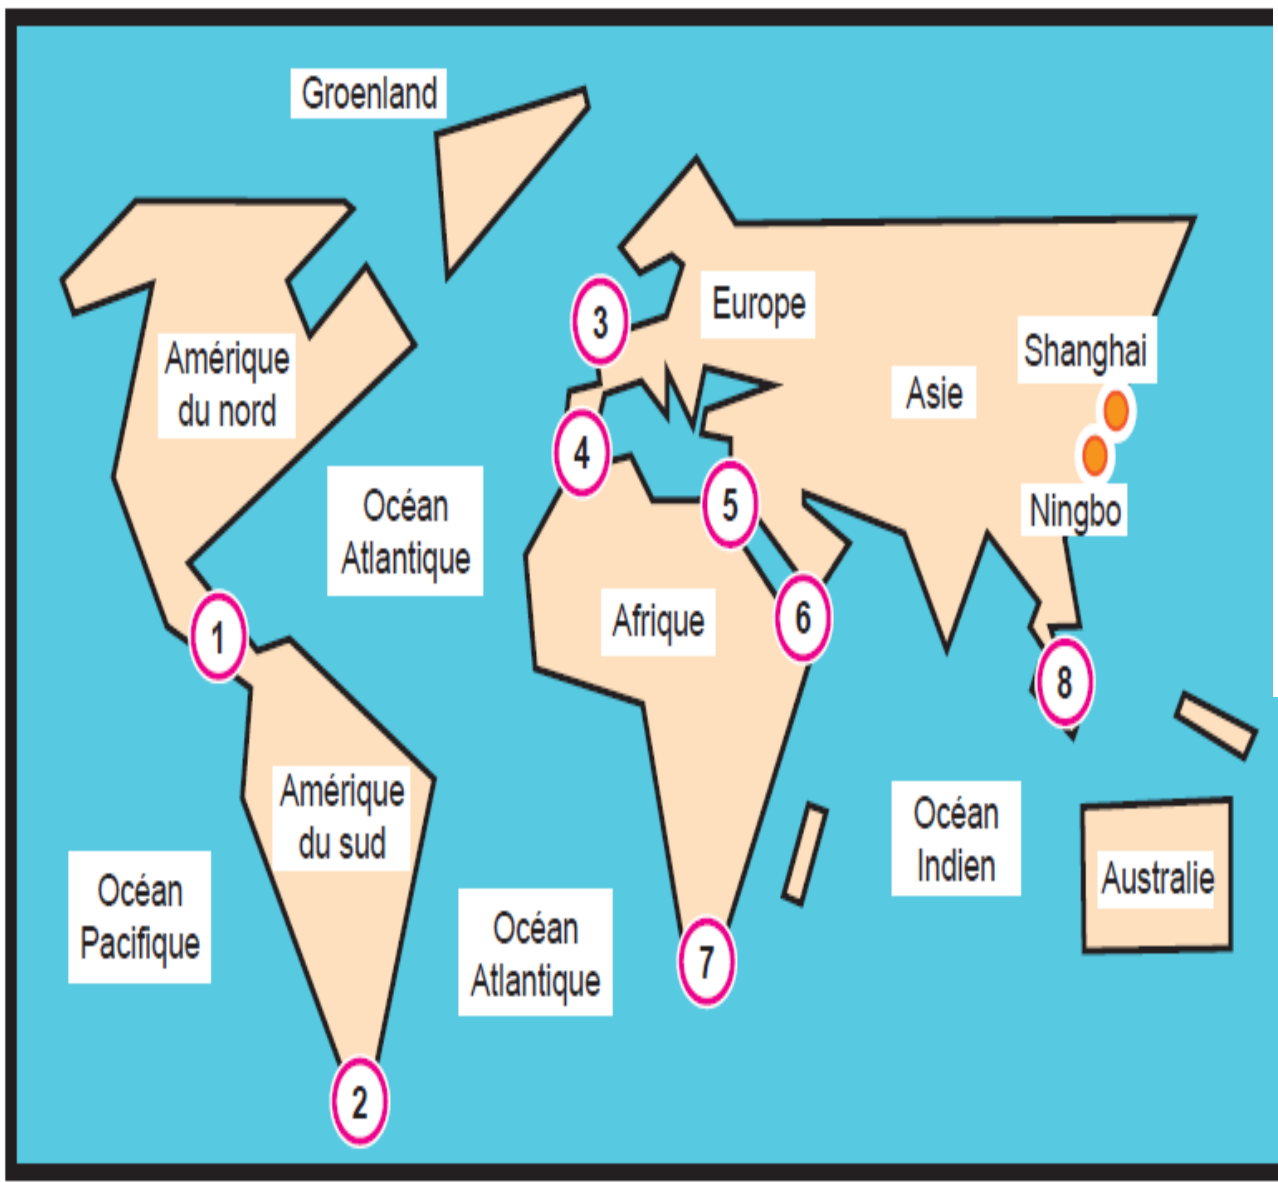 Groenland
3
Europe
Amérique
du nord
Shanghai
Asie
4
Océan
Atlantique
5
Ningbo
1
Afrique
6
8
Amérique
du sud
Océan
Indien
Océan
Pacifique
Australie
Océan
Atlantique
7
2